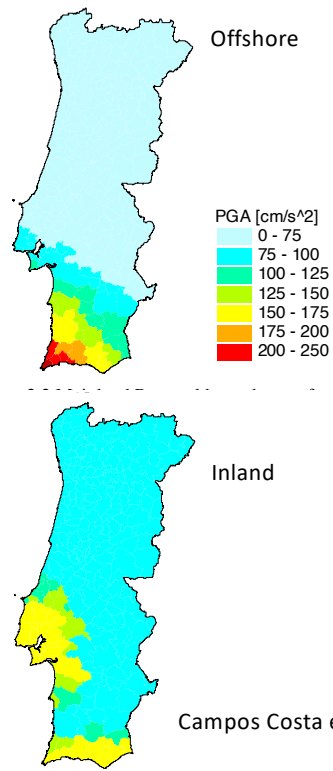 Offshore
PGA [cm/s^2]
0 - 75
75 - 100
100 - 125
125 - 150
150 - 175
175 - 200
200 - 250
Inland
Campos Costa e